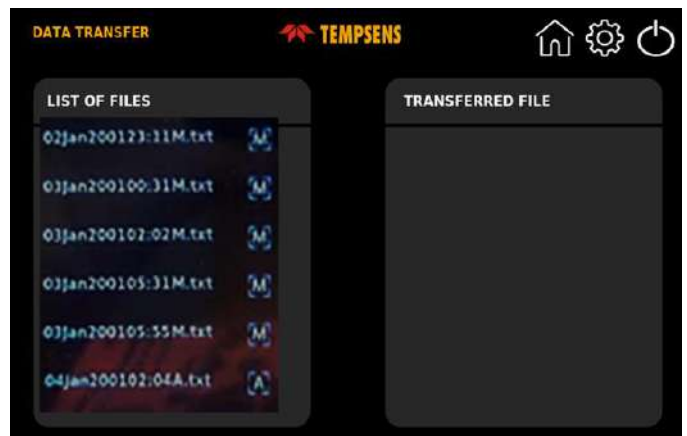 DATA TRANSFER
TEMPSENS
LIST OF FILES
02Jan200123:11M.txt [M]
03Jan200100:31M.txt [M]
03Jan200102:02M.txt [M]
03Jan200105:31M.txt [M]
03Jan200105:55M.txt [M]
04Jan200102:04A.txt [A]
TRANSFERRED FILE